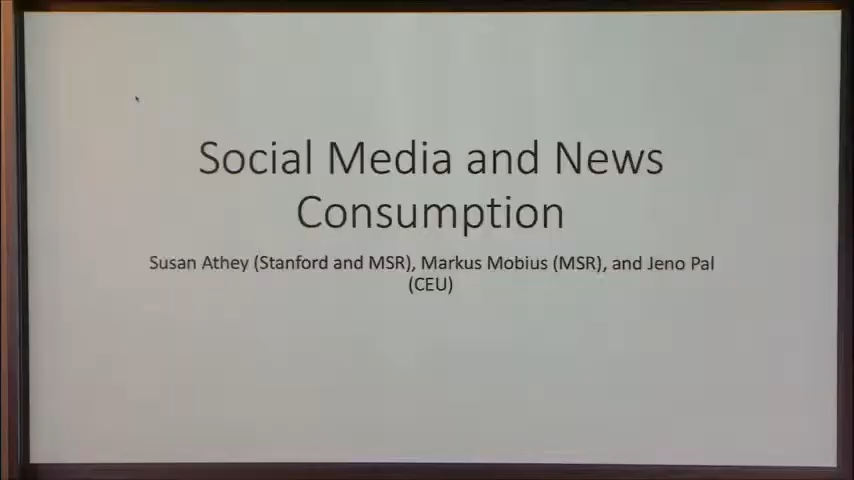 Social Media and News
Consumption
Susan Athey (Stanford and MSR), Markus Mobius (MSR), and Jeno Pal
(CEU)